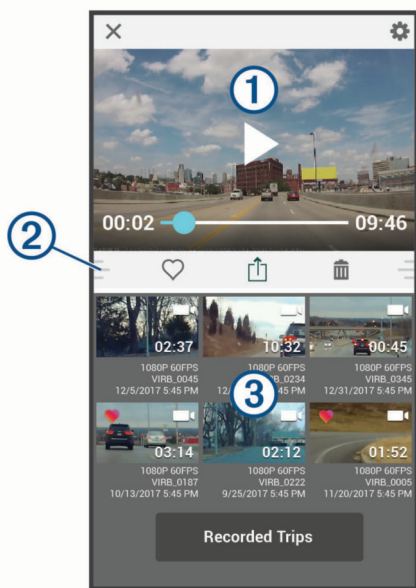 1
00:02 09:46
2
02:37 10:32 00:45
1080P 60FPS 1080P 60FPS 1080P 60FPS
VIRB_0045 VIRB_0234 VIRB_0345
12/5/2017 5:45 PM 5:45 PM 12/31/2017 5:45 PM
3
03:14 02:12 01:52
1080P 60FPS 1080P 60FPS 1080P 60FPS
VIRB_0187 VIRB_0222 VIRB_0005
10/13/2017 5:45 PM 9/25/2017 5:45 PM 11/20/2017 5:45 PM
Recorded Trips